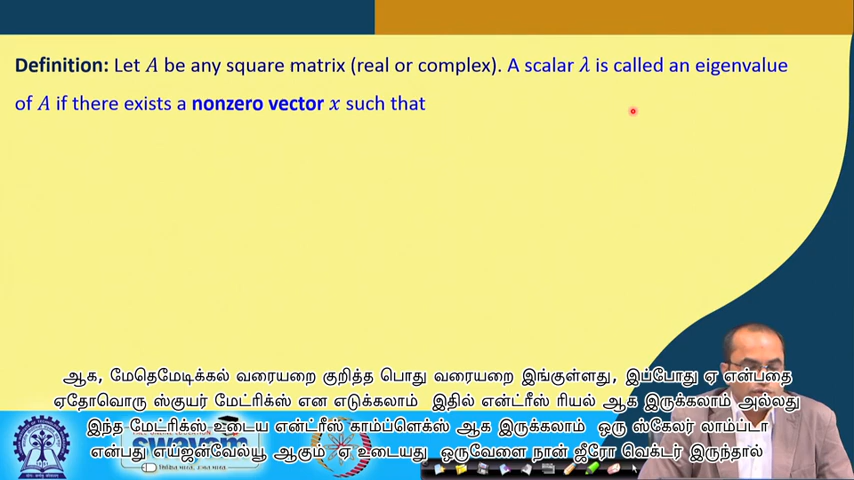 Definition: Let A be any square matrix (real or complex). A scalar λ is called an eigenvalue
of A if there exists a nonzero vector x such that
ஆக, மேதெமேடிக்கல் வரையறை குறித்த பொது வரையறை இங்குள்ளது, இப்போது ஏ என்பதை
ஏதோவொரு ஸ்குயர் மேட்ரிக்ஸ் என எடுக்கலாம் இதில் என்ட்ரீஸ் ரியல் ஆக இருக்கலாம் அல்லது
இந்த மேட்ரிக்ஸ் உடைய என்ட்ரீஸ் காம்ப்ளெக்ஸ் ஆக இருக்கலாம் ஒரு ஸ்கேலர் லாம்ப்டா
என்பது எய்ஜன்வேல்யூ ஆகும் ஏ உடையது ஒருவேளை நான் ஜீரோ வெக்டர் இருந்தால்
swayam